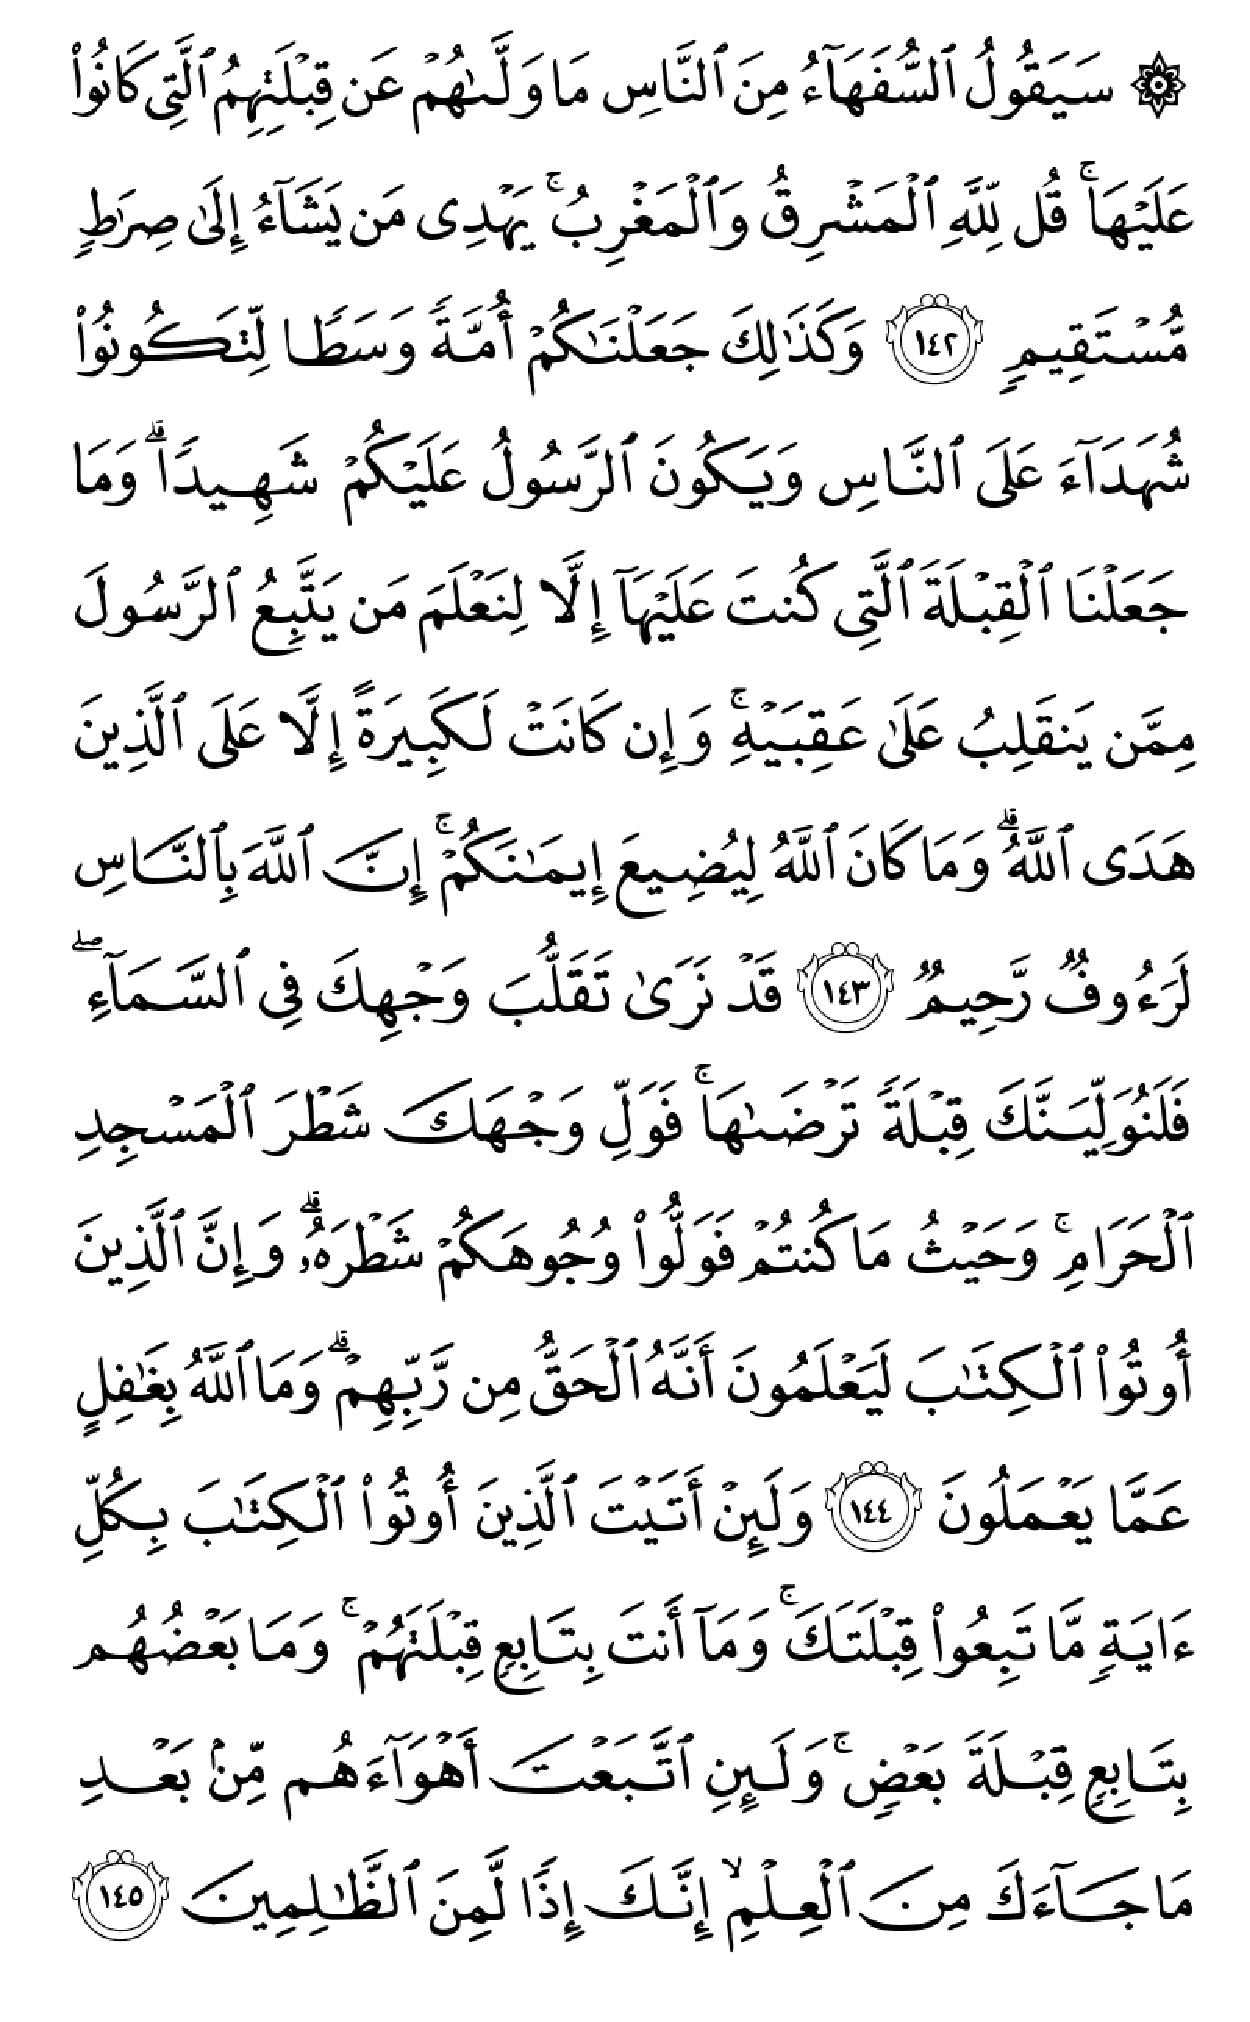 ۞ سَيَقُولُ ٱلسُّفَهَآءُ مِنَ ٱلنَّاسِ مَا وَلَّىٰهُمْ عَن قِبْلَتِهِمُ ٱلَّتِى كَانُوا۟
عَلَيْهَا ۚ قُل لِّلَّهِ ٱلْمَشْرِقُ وَٱلْمَغْرِبُ ۚ يَهْدِى مَن يَشَآءُ إِلَىٰ صِرَٰطٍ
مُّسْتَقِيمٍ ١٤٢ وَكَذَٰلِكَ جَعَلْنَـٰكُمْ أُمَّةً وَسَطًا لِّتَكُونُوا۟
شُهَدَآءَ عَلَى ٱلنَّاسِ وَيَكُونَ ٱلرَّسُولُ عَلَيْكُمْ شَهِيدًا ۗ وَمَا
جَعَلْنَا ٱلْقِبْلَةَ ٱلَّتِى كُنتَ عَلَيْهَآ إِلَّا لِنَعْلَمَ مَن يَتَّبِعُ ٱلرَّسُولَ
مِمَّن يَنقَلِبُ عَلَىٰ عَقِبَيْهِ ۚ وَإِن كَانَتْ لَكَبِيرَةً إِلَّا عَلَى ٱلَّذِينَ
هَدَى ٱللَّهُ ۗ وَمَا كَانَ ٱللَّهُ لِيُضِيعَ إِيمَـٰنَكُمْ ۚ إِنَّ ٱللَّهَ بِٱلنَّاسِ
لَرَءُوفٌ رَّحِيمٌ ١٤٣ قَدْ نَرَىٰ تَقَلُّبَ وَجْهِكَ فِى ٱلسَّمَآءِ ۖ
فَلَنُوَلِّيَنَّكَ قِبْلَةً تَرْضَىٰهَا ۚ فَوَلِّ وَجْهَكَ شَطْرَ ٱلْمَسْجِدِ
ٱلْحَرَامِ ۚ وَحَيْثُ مَا كُنتُمْ فَوَلُّوا۟ وُجُوهَكُمْ شَطْرَهُۥ ۗ وَإِنَّ ٱلَّذِينَ
أُوتُوا۟ ٱلْكِتَـٰبَ لَيَعْلَمُونَ أَنَّهُ ٱلْحَقُّ مِن رَّبِّهِمْ ۗ وَمَا ٱللَّهُ بِغَـٰفِلٍ
عَمَّا يَعْمَلُونَ ١٤٤ وَلَئِنْ أَتَيْتَ ٱلَّذِينَ أُوتُوا۟ ٱلْكِتَـٰبَ بِكُلِّ
ءَايَةٍ مَّا تَبِعُوا۟ قِبْلَتَكَ ۚ وَمَآ أَنتَ بِتَابِعٍ قِبْلَتَهُمْ ۚ وَمَا بَعْضُهُم
بِتَابِعٍ قِبْلَةَ بَعْضٍ ۚ وَلَئِنِ ٱتَّبَعْتَ أَهْوَآءَهُم مِّنۢ بَعْدِ
مَا جَآءَكَ مِنَ ٱلْعِلْمِ ۙ إِنَّكَ إِذًا لَّمِنَ ٱلظَّـٰلِمِينَ ١٤٥